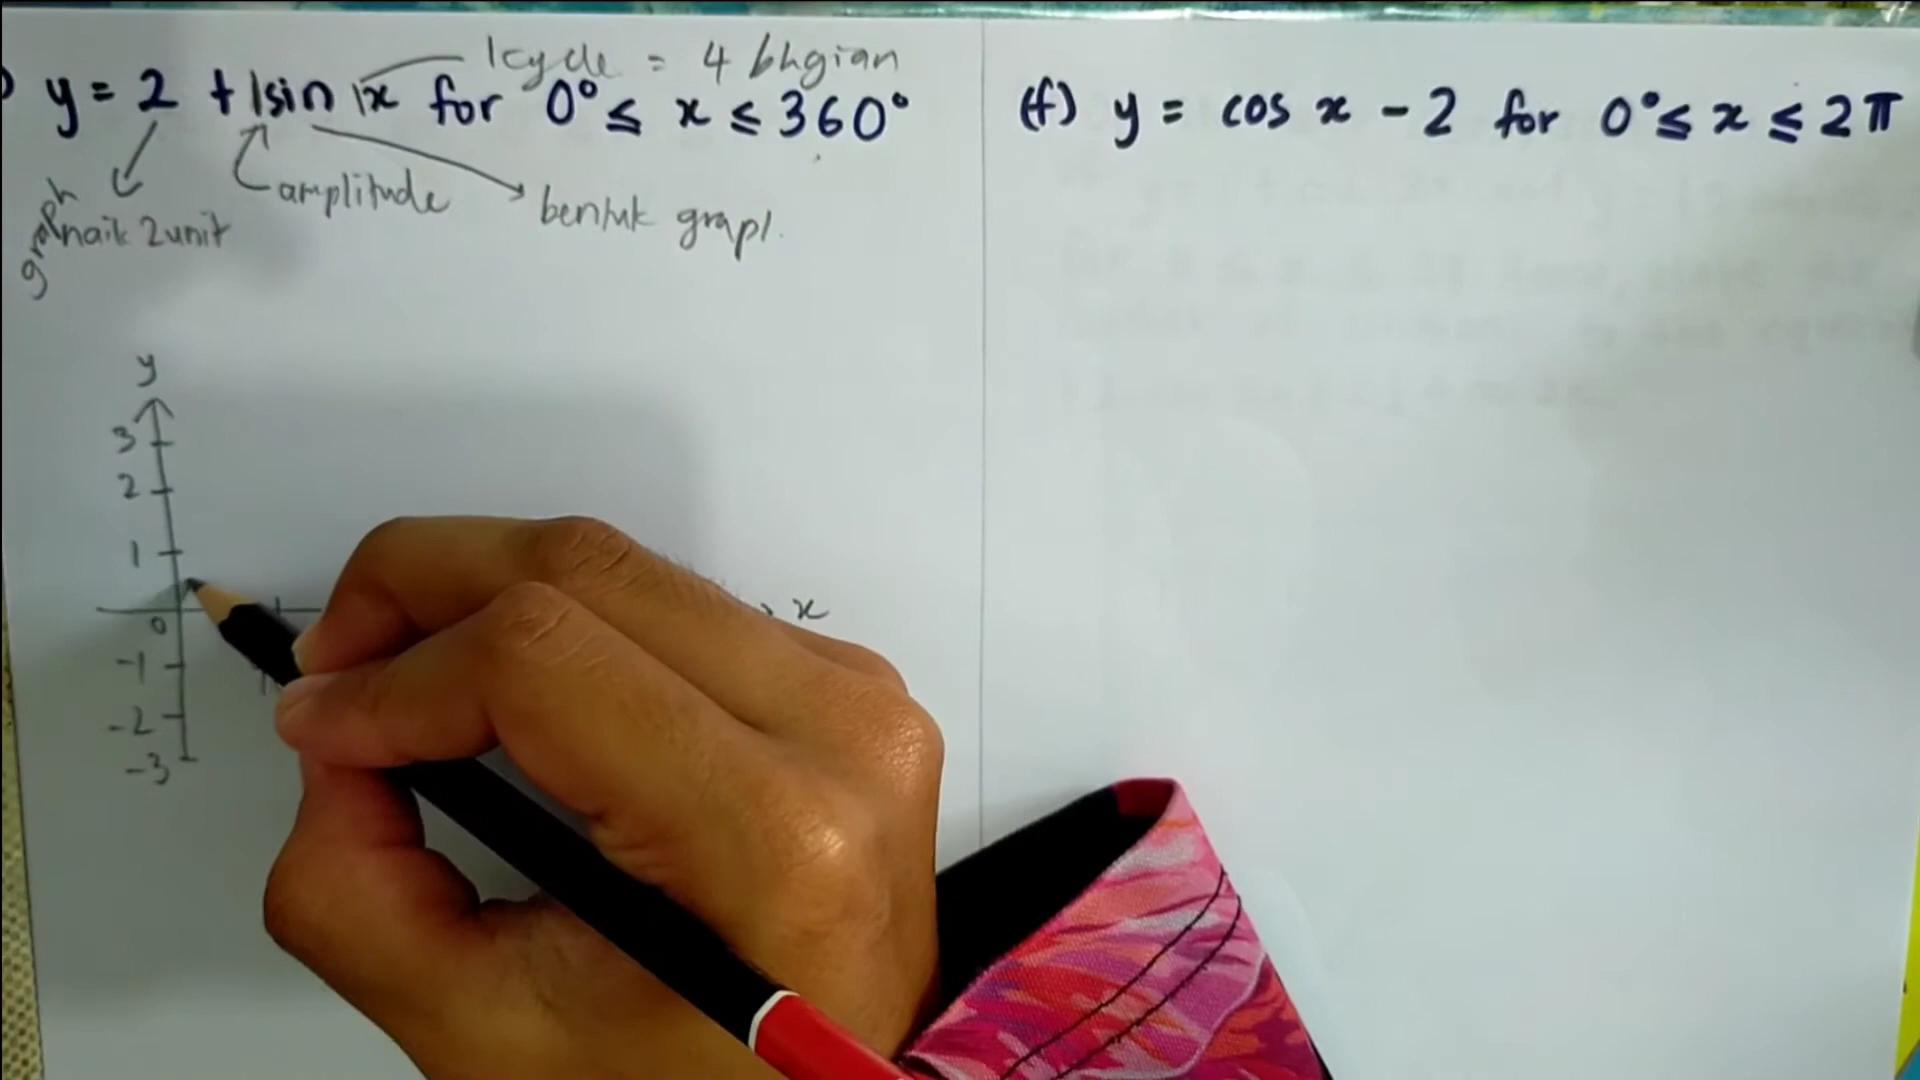 1cycle = 4 bhgian
) y = 2 + 1sin 1x for 0° ≤ x ≤ 360°
amplitude
bentuk grap
graph naik 2unit
y
3
2
1
0
-1
-2
-3
x
(f) y = cos x - 2 for 0° ≤ x ≤ 2π